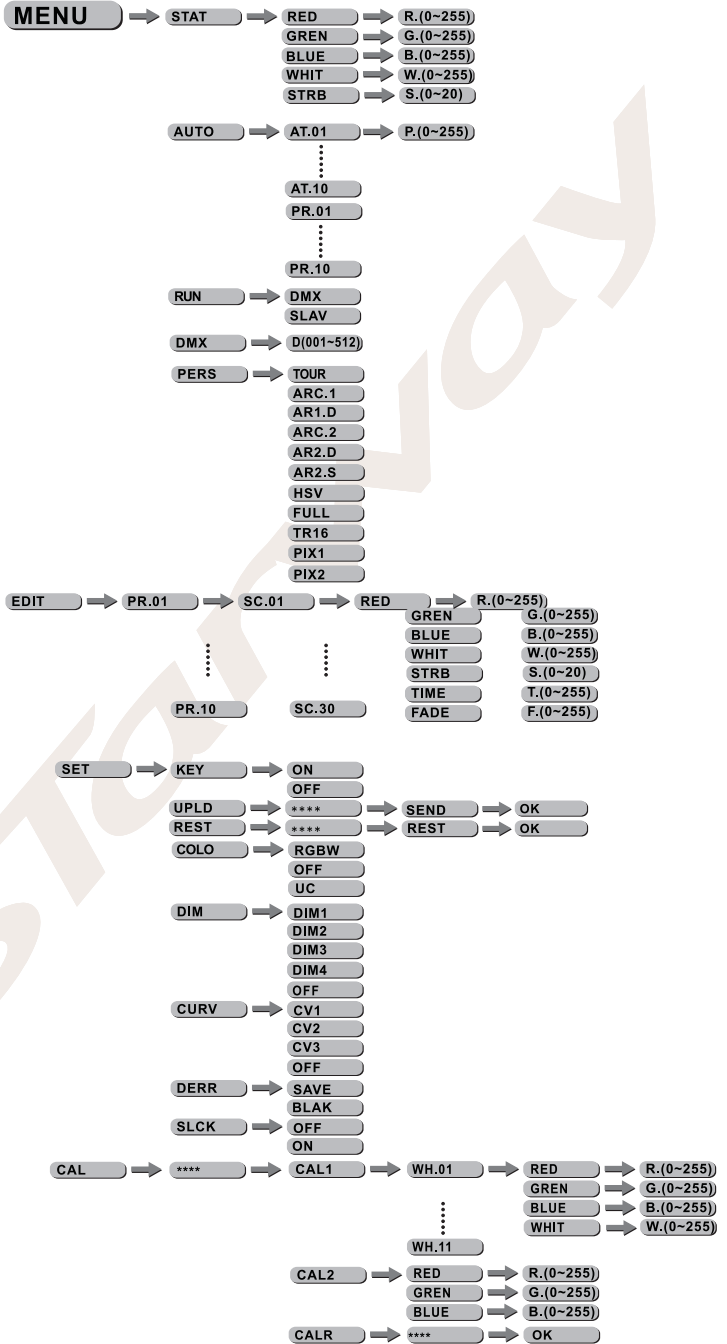 MENU STAT RED R.(0~255)
GREN G.(0~255)
BLUE B.(0~255)
WHIT W.(0~255)
STRB S.(0~20)
AUTO AT.01 P.(0~255)
AT.10
PR.01
PR.10
RUN DMX
SLAV
DMX D(001~512)
PERS TOUR
ARC.1
AR1.D
ARC.2
AR2.D
AR2.S
HSV
FULL
TR16
PIX1
PIX2
EDIT PR.01 SC.01 RED R.(0~255)
GREN G.(0~255)
BLUE B.(0~255)
WHIT W.(0~255)
STRB S.(0~20)
TIME T.(0~255)
PR.10 SC.30 FADE F.(0~255)
SET KEY ON
OFF
UPLD **** SEND OK
REST **** REST OK
COLO RGBW
OFF
UC
DIM DIM1
DIM2
DIM3
DIM4
OFF
CURV CV1
CV2
CV3
OFF
DERR SAVE
BLAK
SLCK OFF
ON
CAL **** CAL1 WH.01 RED R.(0~255)
GREN G.(0~255)
BLUE B.(0~255)
WHIT W.(0~255)
WH.11
CAL2 RED R.(0~255)
GREN G.(0~255)
BLUE B.(0~255)
CALR **** OK